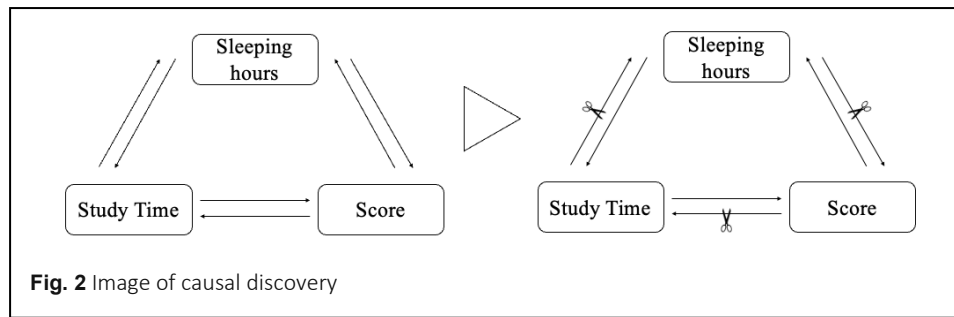 Sleeping
hours
Study Time
Score
Sleeping
hours
Study Time
Score
Fig. 2 Image of causal discovery